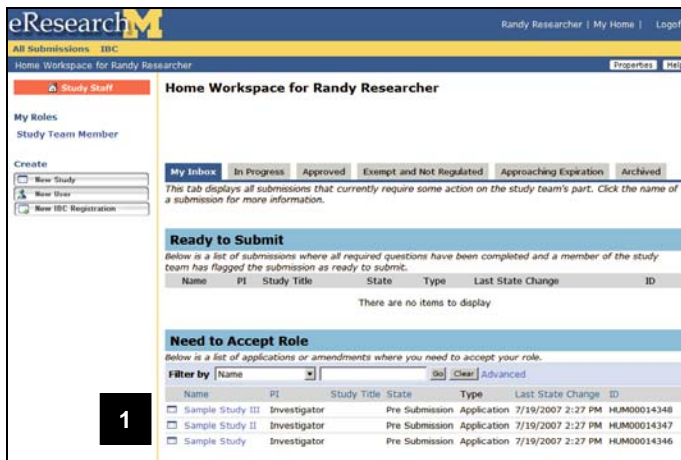 eResearchM
Randy Researcher | My Home | Logof
All Submissions IBC
Home Workspace for Randy Researcher
Properties Hel
Study Staff
Home Workspace for Randy Researcher
My Roles
Study Team Member
Create
New Study
New User
New IBC Registration
My Inbox In Progress Approved Exempt and Not Regulated Approaching Expiration Archived
This tab displays all submissions that currently require some action on the study team's part. Click the name of
a submission for more information.
Ready to Submit
Below is a list of submissions where all required questions have been completed and a member of the study
team has flagged the submission as ready to submit.
Name PI Study Title State Type Last State Change ID
There are no items to display
Need to Accept Role
Below is a list of applications or amendments where you need to accept your role.
Filter by Name Go Clear Advanced
Name PI Study Title State Type Last State Change ID
Sample Study III Investigator Pre Submission Application 7/19/2007 2:27 PM HUM00014348
Sample Study II Investigator Pre Submission Application 7/19/2007 2:27 PM HUM00014347
Sample Study Investigator Pre Submission Application 7/19/2007 2:27 PM HUM00014346
1